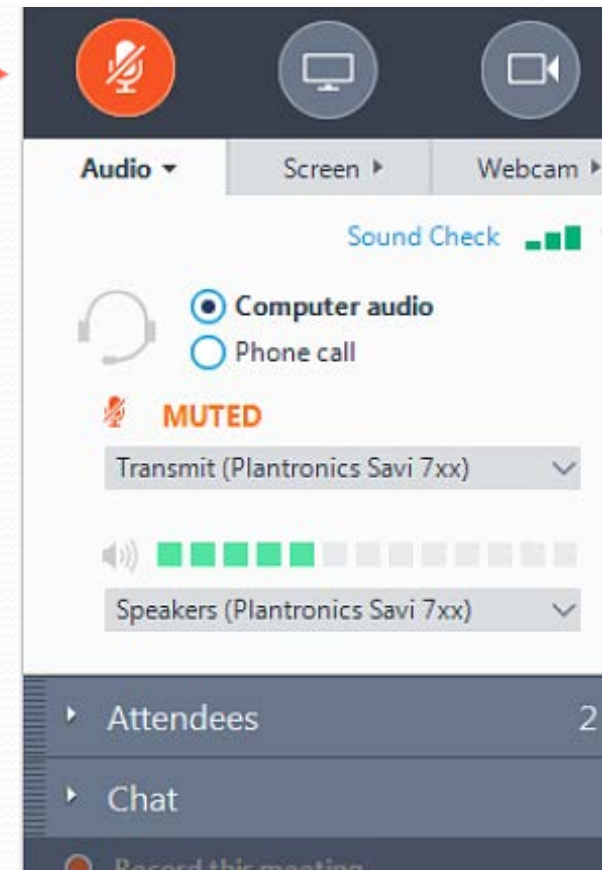 Audio
Screen
Webcam
Sound Check
Computer audio
Phone call
MUTED
Transmit (Plantronics Savi 7xx)
Speakers (Plantronics Savi 7xx)
Attendees 2
Chat
Record this meeting